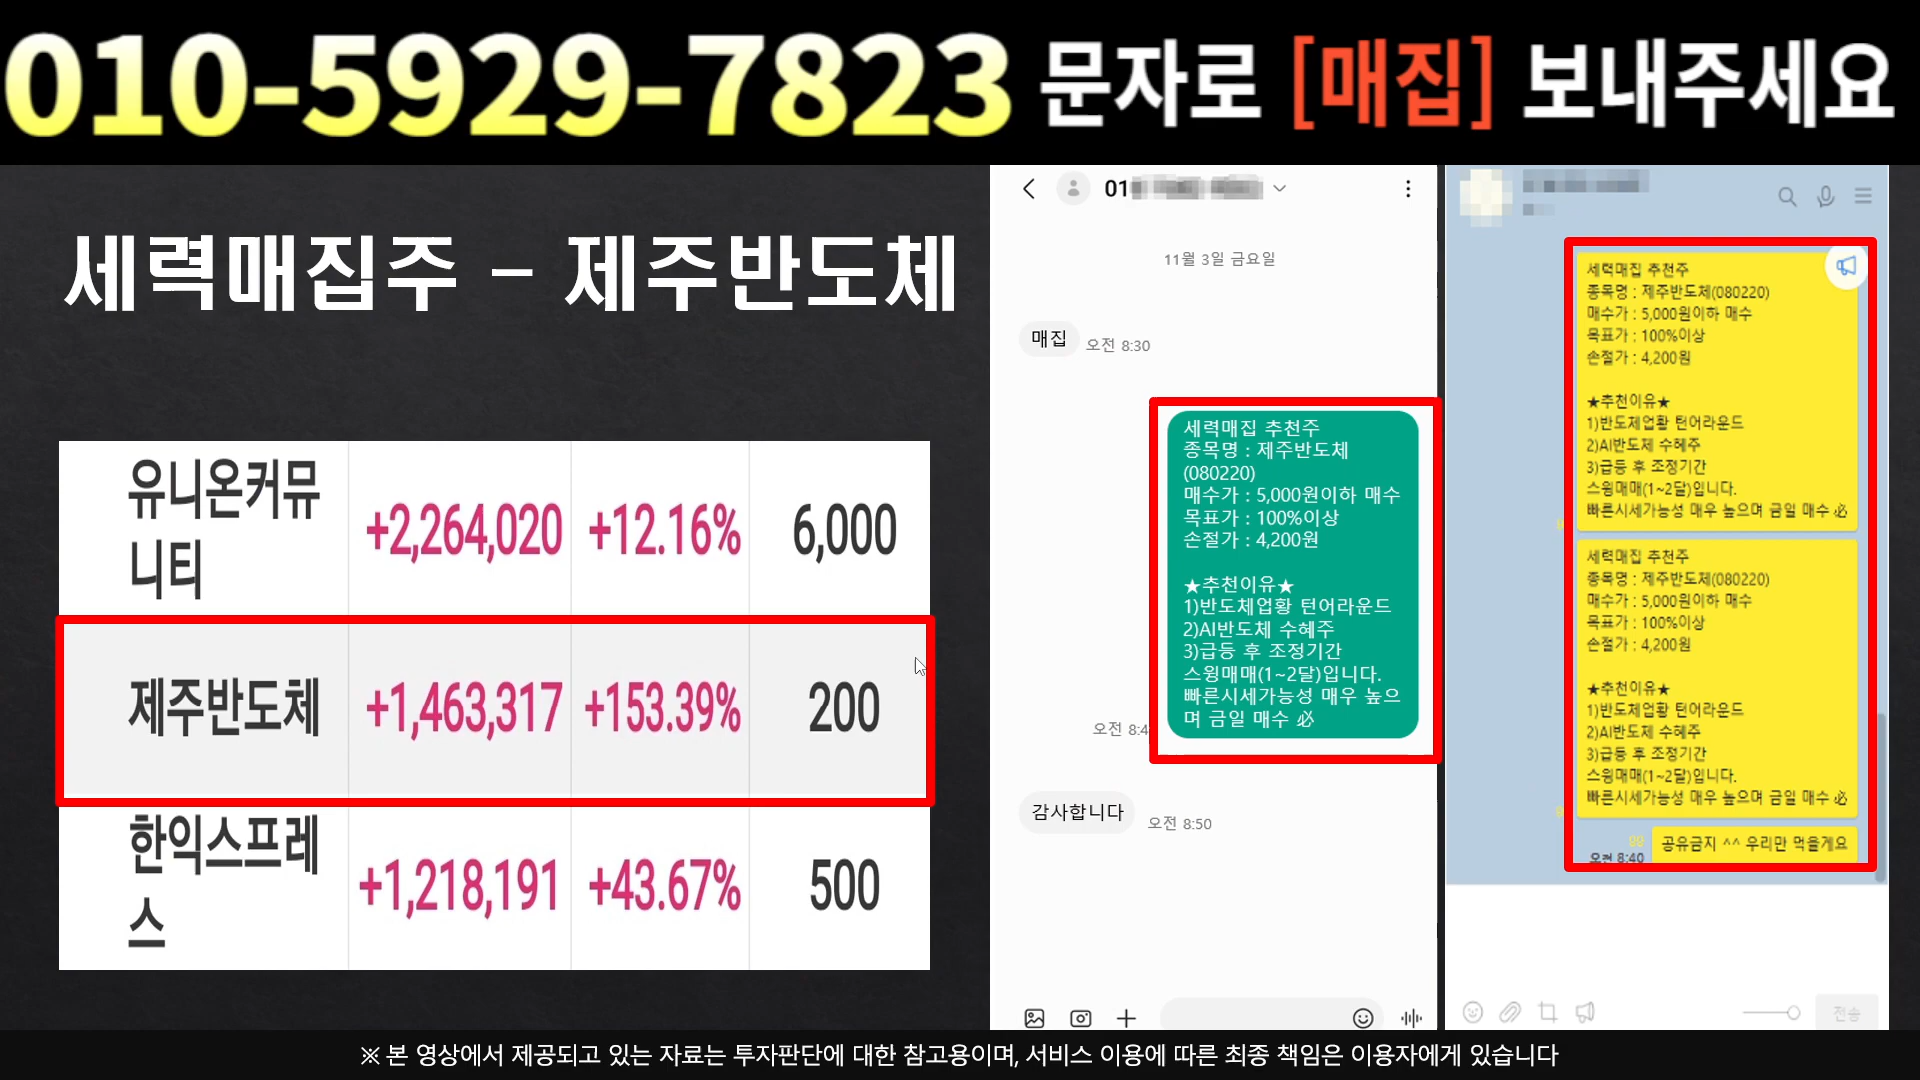 010-5929-7823 문자로 [매집] 보내주세요
세력매집주 - 제주반도체
유니온커뮤
니티
+2,264,020
+12.16%
6,000
제주반도체
+1,463,317
+153.39%
200
한익스프레
스
+1,218,191
+43.67%
500
01
11월 3일 금요일
매집
오전 8:30
세력매집 추천주
종목명 : 제주반도체
(080220)
매수가 : 5,000원이하 매수
목표가 : 100%이상
손절가 : 4,200원
★추천이유★
1)반도체업황 턴어라운드
2)AI반도체 수혜주
3)급등 후 조정기간
스윙매매(1~2달)입니다.
빠른시세가능성 매우 높으
며 금일 매수 必
오전 8:4
감사합니다
오전 8:50
세력매집 추천주
종목명 : 제주반도체(080220)
매수가 : 5,000원이하 매수
목표가 : 100%이상
손절가 : 4,200원
★추천이유★
1)반도체업황 턴어라운드
2)AI반도체 수혜주
3)급등 후 조정기간
스윙매매(1~2달)입니다.
빠른시세가능성 매우 높으며 금일 매수 必
세력매집 추천주
종목명 : 제주반도체(080220)
매수가 : 5,000원이하 매수
목표가 : 100%이상
손절가 : 4,200원
★추천이유★
1)반도체업황 턴어라운드
2)AI반도체 수혜주
3)급등 후 조정기간
스윙매매(1~2달)입니다.
빠른시세가능성 매우 높으며 금일 매수 必
공유금지 ^^ 우리만 먹을게요
오전 8:40
전송
※ 본 영상에서 제공되고 있는 자료는 투자판단에 대한 참고용이며, 서비스 이용에 따른 최종 책임은 이용자에게 있습니다